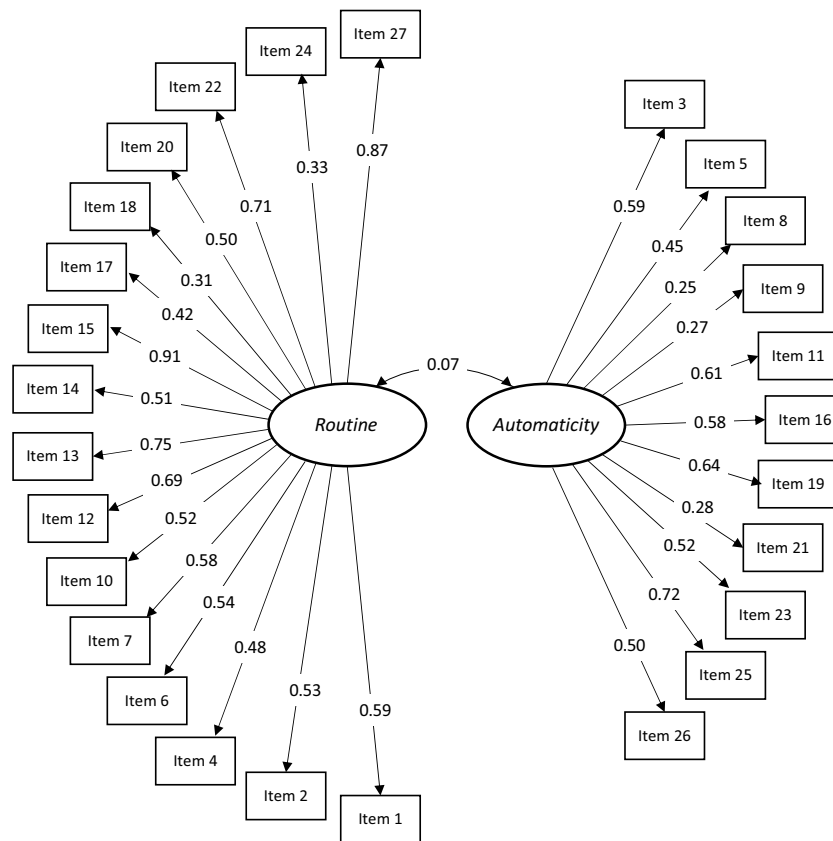 Item 27
Item 24
Item 22
Item 20
Item 18
Item 17
Item 15
Item 14
Item 13
Item 12
Item 10
Item 7
Item 6
Item 4
Item 2
Item 1
0.87
0.33
0.71
0.50
0.31
0.42
0.91
0.51
0.75
0.69
0.52
0.58
0.54
0.48
0.53
0.59
Routine
0.07
Automaticity
0.59
0.45
0.25
0.27
0.61
0.58
0.64
0.28
0.52
0.72
0.50
Item 3
Item 5
Item 8
Item 9
Item 11
Item 16
Item 19
Item 21
Item 23
Item 25
Item 26